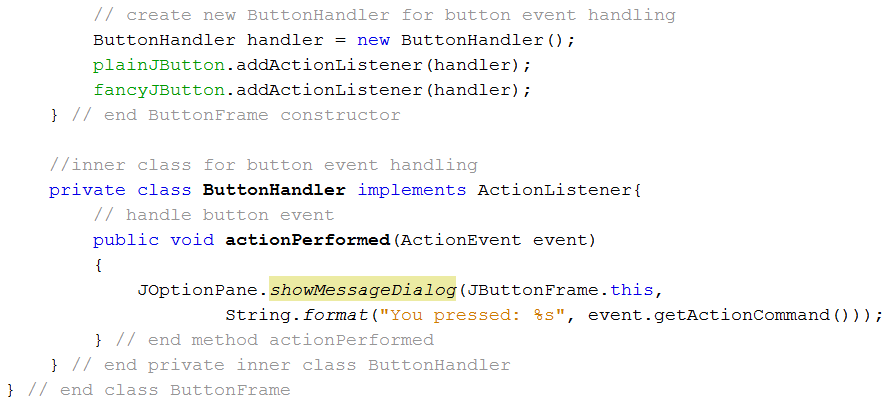 // create new ButtonHandler for button event handling
ButtonHandler handler = new ButtonHandler();
plainJButton.addActionListener(handler);
fancyJButton.addActionListener(handler);
} // end ButtonFrame constructor
//inner class for button event handling
private class ButtonHandler implements ActionListener{
// handle button event
public void actionPerformed(ActionEvent event)
{
JOptionPane.showMessageDialog(JButtonFrame.this,
String.format("You pressed: %s", event.getActionCommand()));
} // end method actionPerformed
} // end private inner class ButtonHandler
} // end class ButtonFrame